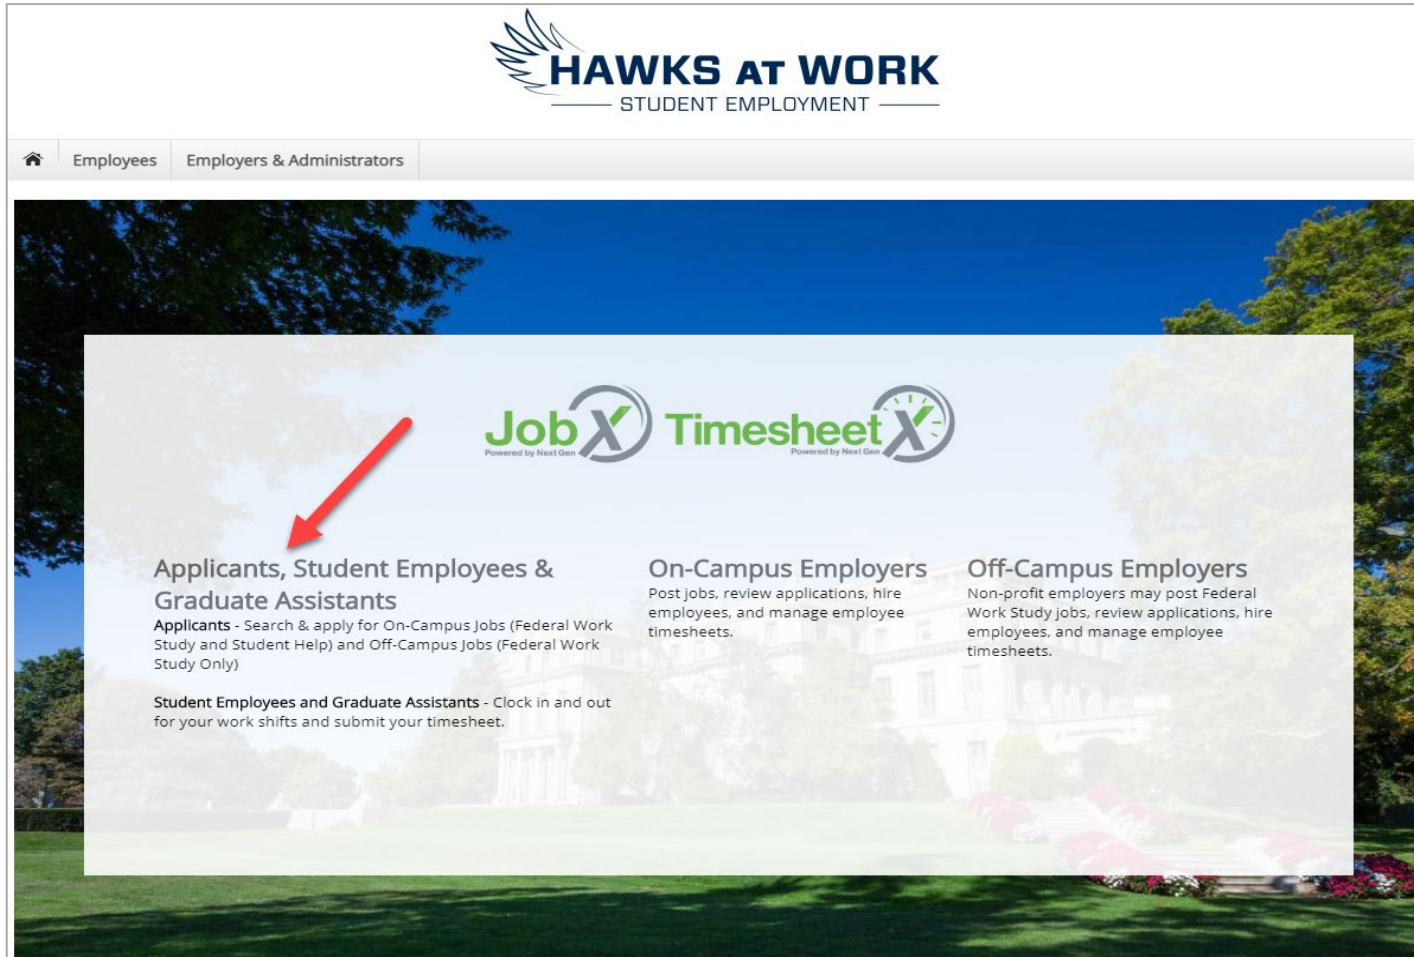 HAWKS AT WORK
STUDENT EMPLOYMENT
Employees
Employers & Administrators
JobX
Powered by Next Gen
TimesheetX
Powered by Next Gen
Applicants, Student Employees &
Graduate Assistants
Applicants - Search & apply for On-Campus Jobs (Federal Work
Study and Student Help) and Off-Campus Jobs (Federal Work
Study Only)
Student Employees and Graduate Assistants - Clock in and out
for your work shifts and submit your timesheet.
On-Campus Employers
Post jobs, review applications, hire
employees, and manage employee
timesheets.
Off-Campus Employers
Non-profit employers may post Federal
Work Study jobs, review applications, hire
employees, and manage employee
timesheets.